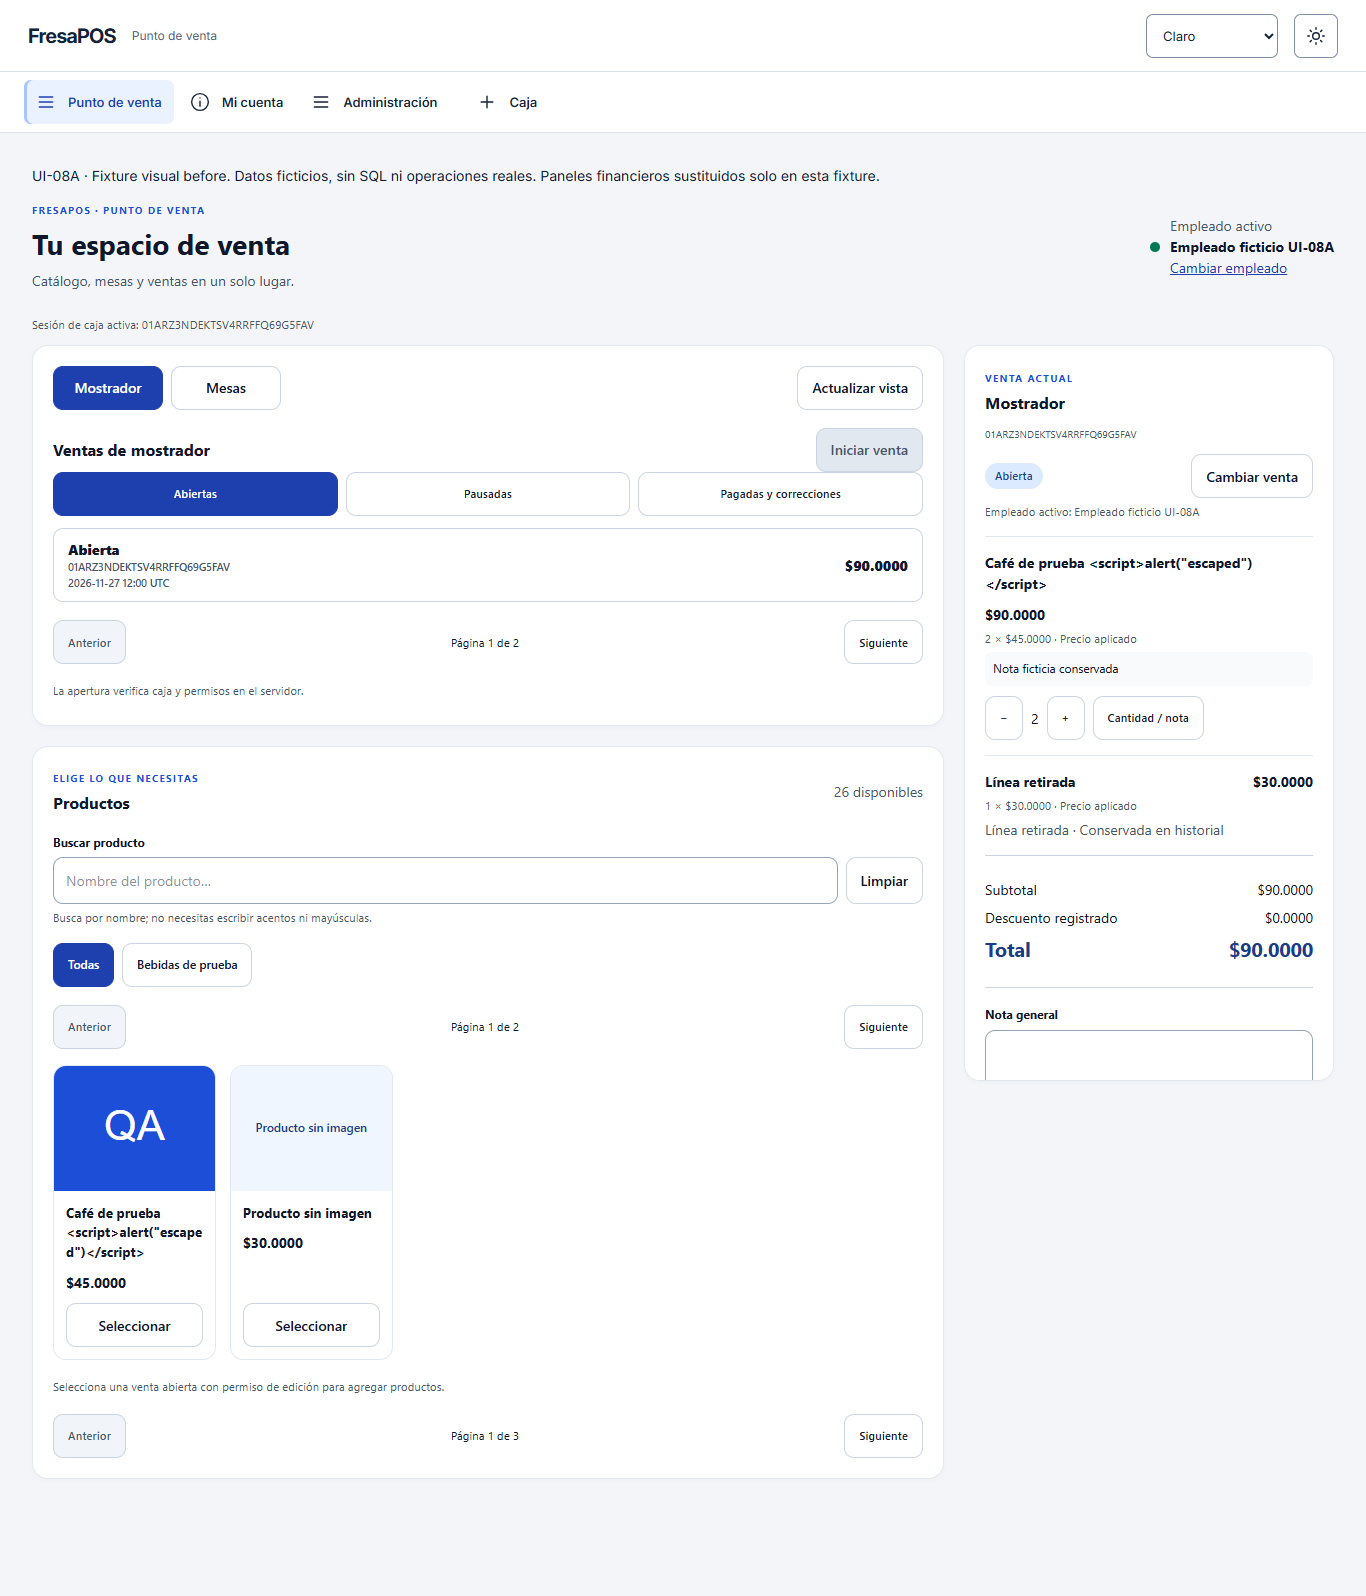 FresaPOS Punto de venta
Claro
Punto de venta
Mi cuenta
Administración
Caja
UI-08A · Fixture visual before. Datos ficticios, sin SQL ni operaciones reales. Paneles financieros sustituidos solo en esta fixture.
FRESAPOS · PUNTO DE VENTA
Tu espacio de venta
Catálogo, mesas y ventas en un solo lugar.
Empleado activo
Empleado ficticio UI-08A
Cambiar empleado
Sesión de caja activa: 01ARZ3NDEKTSV4RRFFQ69G5FAV
Mostrador
Mesas
Actualizar vista
Ventas de mostrador
Iniciar venta
Abiertas
Pausadas
Pagadas y correcciones
Abierta
01ARZ3NDEKTSV4RRFFQ69G5FAV
2026-11-27 12:00 UTC
$90.0000
Anterior
Página 1 de 2
Siguiente
La apertura verifica caja y permisos en el servidor.
ELIGE LO QUE NECESITAS
Productos
26 disponibles
Buscar producto
Nombre del producto...
Limpiar
Busca por nombre; no necesitas escribir acentos ni mayúsculas.
Todas
Bebidas de prueba
Anterior
Página 1 de 2
Siguiente
QA
Café de prueba
<script>alert("escape
d")</script>
$45.0000
Seleccionar
Producto sin imagen
Producto sin imagen
$30.0000
Seleccionar
Selecciona una venta abierta con permiso de edición para agregar productos.
Anterior
Página 1 de 3
Siguiente
VENTA ACTUAL
Mostrador
01ARZ3NDEKTSV4RRFFQ69G5FAV
Abierta
Cambiar venta
Empleado activo: Empleado ficticio UI-08A
Café de prueba <script>alert("escaped")
</script>
$90.0000
2 × $45.0000 · Precio aplicado
Nota ficticia conservada
− 2 +
Cantidad / nota
Línea retirada $30.0000
1 × $30.0000 · Precio aplicado
Línea retirada · Conservada en historial
Subtotal $90.0000
Descuento registrado $0.0000
Total $90.0000
Nota general